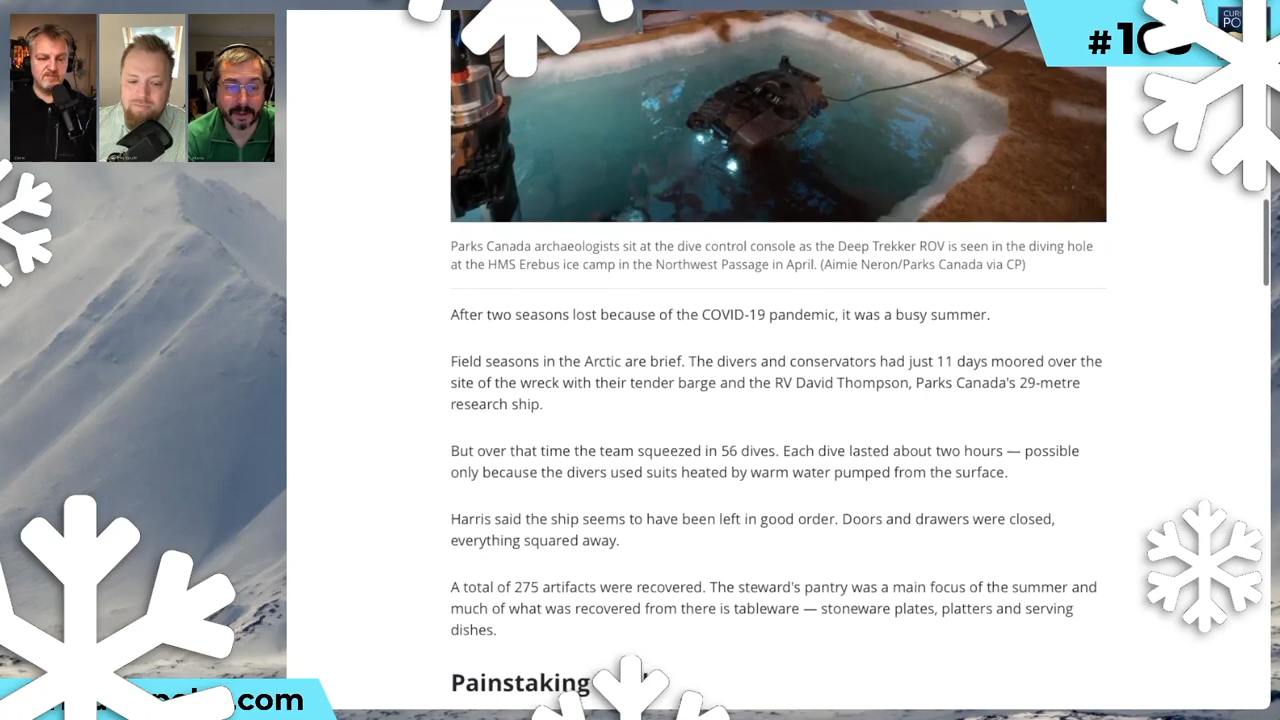 #10
CURI
PO
Parks Canada archaeologists sit at the dive control console as the Deep Trekker ROV is seen in the diving hole
at the HMS Erebus ice camp in the Northwest Passage in April. (Aimie Neron/Parks Canada via CP)
After two seasons lost because of the COVID-19 pandemic, it was a busy summer.
Field seasons in the Arctic are brief. The divers and conservators had just 11 days moored over the
site of the wreck with their tender barge and the RV David Thompson, Parks Canada's 29-metre
research ship.
But over that time the team squeezed in 56 dives. Each dive lasted about two hours — possible
only because the divers used suits heated by warm water pumped from the surface.
Harris said the ship seems to have been left in good order. Doors and drawers were closed,
everything squared away.
A total of 275 artifacts were recovered. The steward's pantry was a main focus of the summer and
much of what was recovered from there is tableware — stoneware plates, platters and serving
dishes.
Painstaking
.com